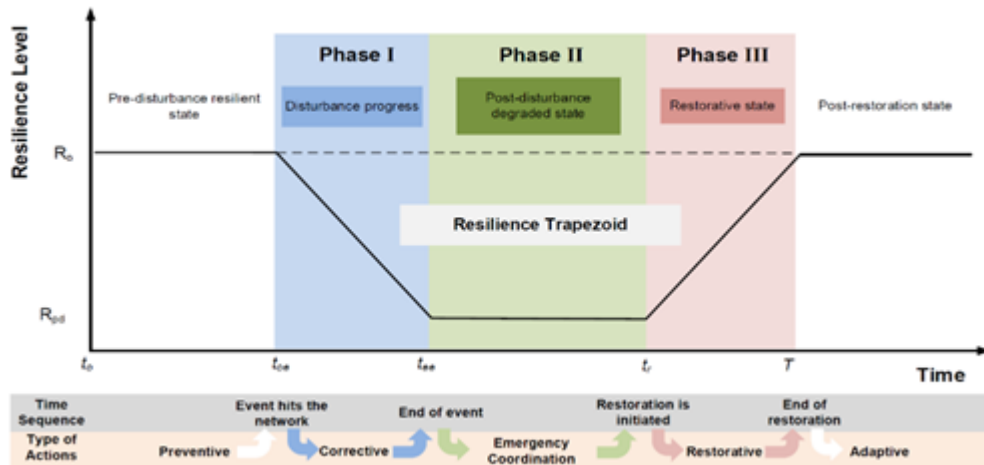 Resilience Level
Phase I
Phase II
Phase III
Pre-disturbance resilient
state
Disturbance progress
Post-disturbance
degraded state
Restorative state
Post-restoration state
Ro
Resilience Trapezoid
Rpd
to
toe
tee
tr
T
Time
Time
Sequence
Event hits the
network
End of event
Restoration is
initiated
End of
restoration
Type of
Actions
Preventive
Corrective
Emergency
Coordination
Restorative
Adaptive